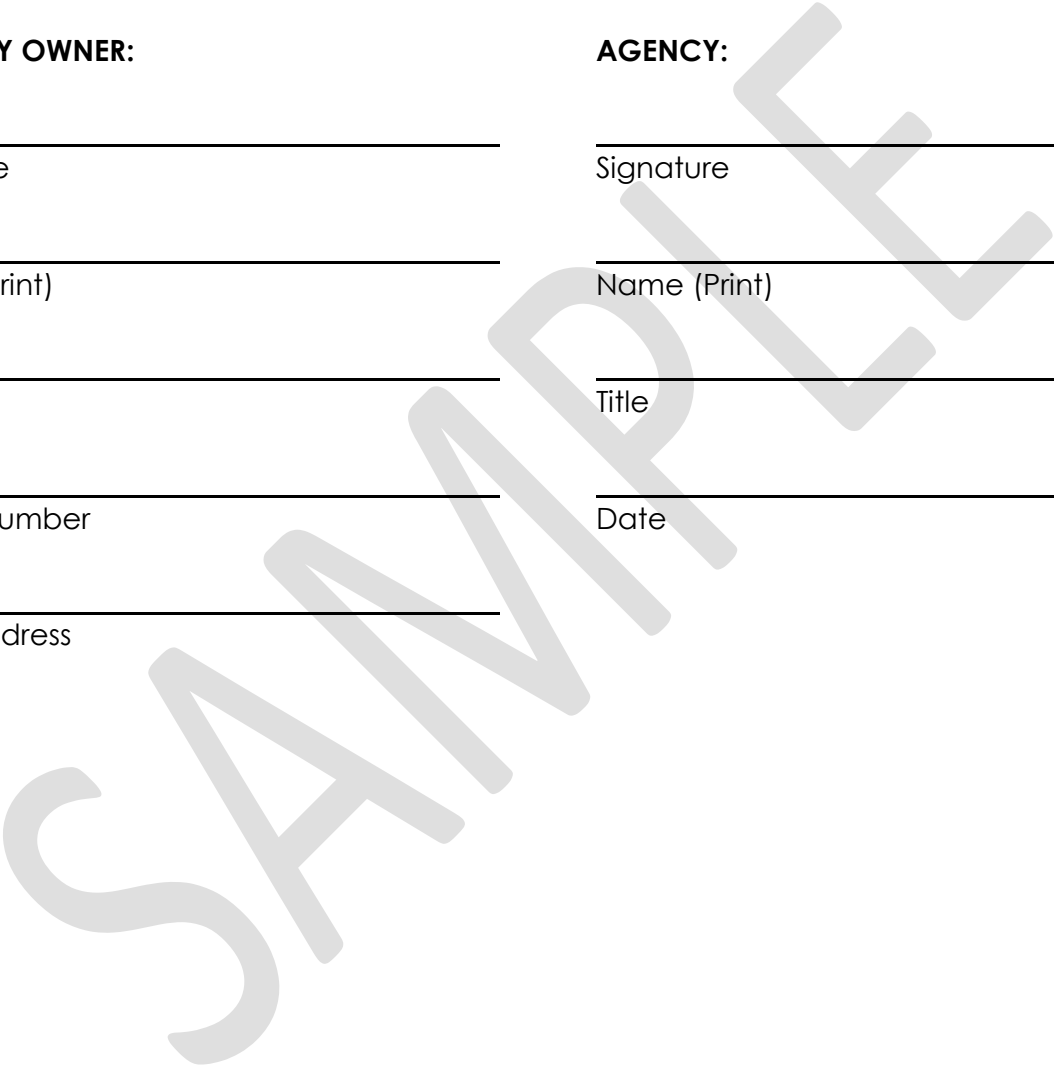 Y OWNER:
e
rint)
umber
dress
AGENCY:
Signature
Name (Print)
Title
Date
SAMPLE